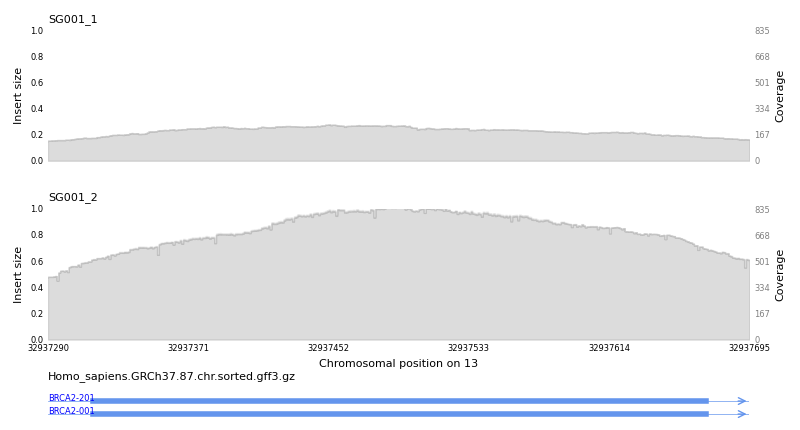 SG001_1
1.0 835
0.8 668
0.6 501
0.4 334
0.2 167
0.0 0
Insert size
Coverage
SG001_2
1.0 835
0.8 668
0.6 501
0.4 334
0.2 167
0.0 0
Insert size
Coverage
32937290 32937371 32937452 32937533 32937614 32937695
Chromosomal position on 13
Homo_sapiens.GRCh37.87.chr.sorted.gff3.gz
BRCA2-201
BRCA2-001